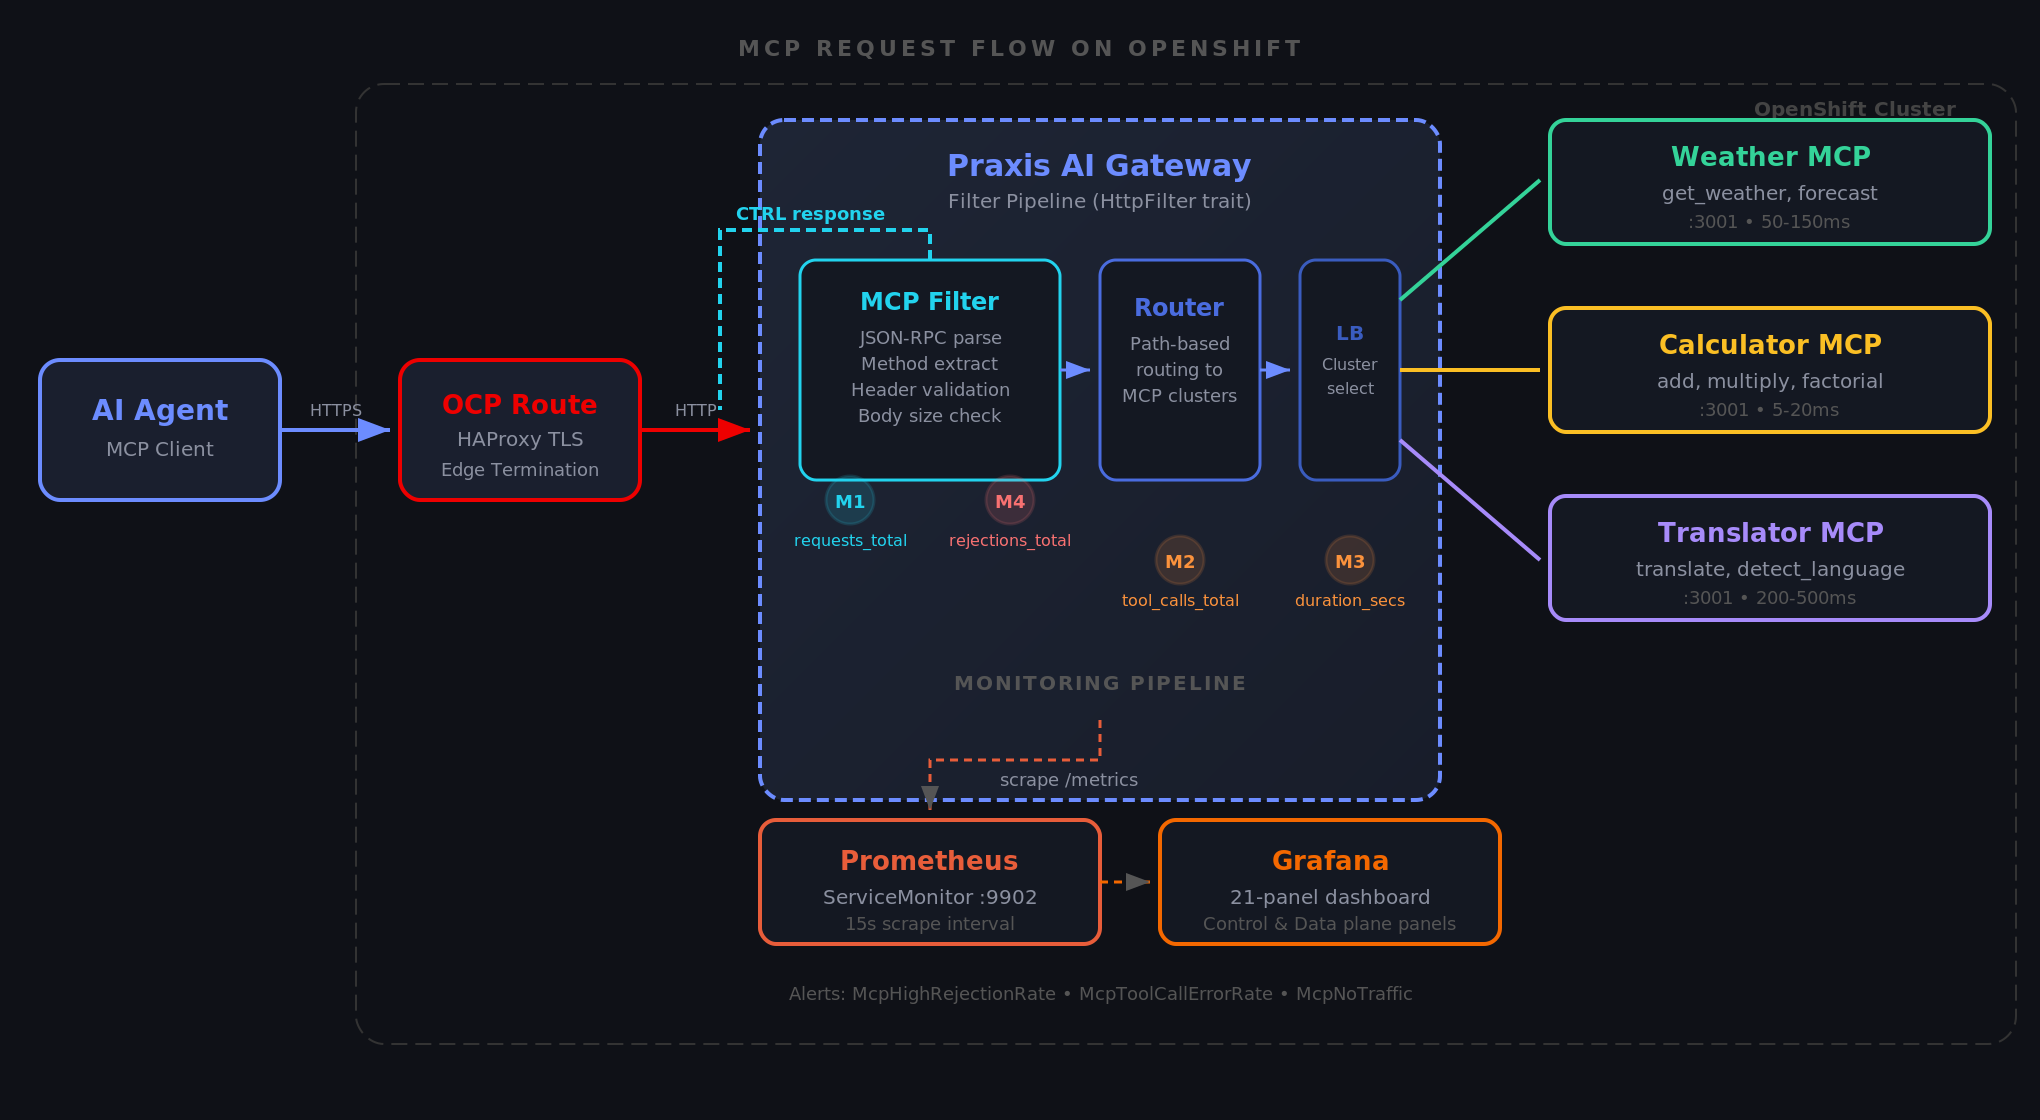 MCP REQUEST FLOW ON OPENSHIFT
OpenShift Cluster
AI Agent
MCP Client
HTTPS
OCP Route
HAProxy TLS
Edge Termination
HTTP
Praxis AI Gateway
Filter Pipeline (HttpFilter trait)
CTRL response
MCP Filter
JSON-RPC parse
Method extract
Header validation
Body size check
Router
Path-based
routing to
MCP clusters
LB
Cluster
select
M1
requests_total
M4
rejections_total
M2
tool_calls_total
M3
duration_secs
Weather MCP
get_weather, forecast
:3001 • 50-150ms
Calculator MCP
add, multiply, factorial
:3001 • 5-20ms
Translator MCP
translate, detect_language
:3001 • 200-500ms
MONITORING PIPELINE
scrape /metrics
Prometheus
ServiceMonitor :9902
15s scrape interval
Grafana
21-panel dashboard
Control & Data plane panels
Alerts: McpHighRejectionRate • McpToolCallErrorRate • McpNoTraffic